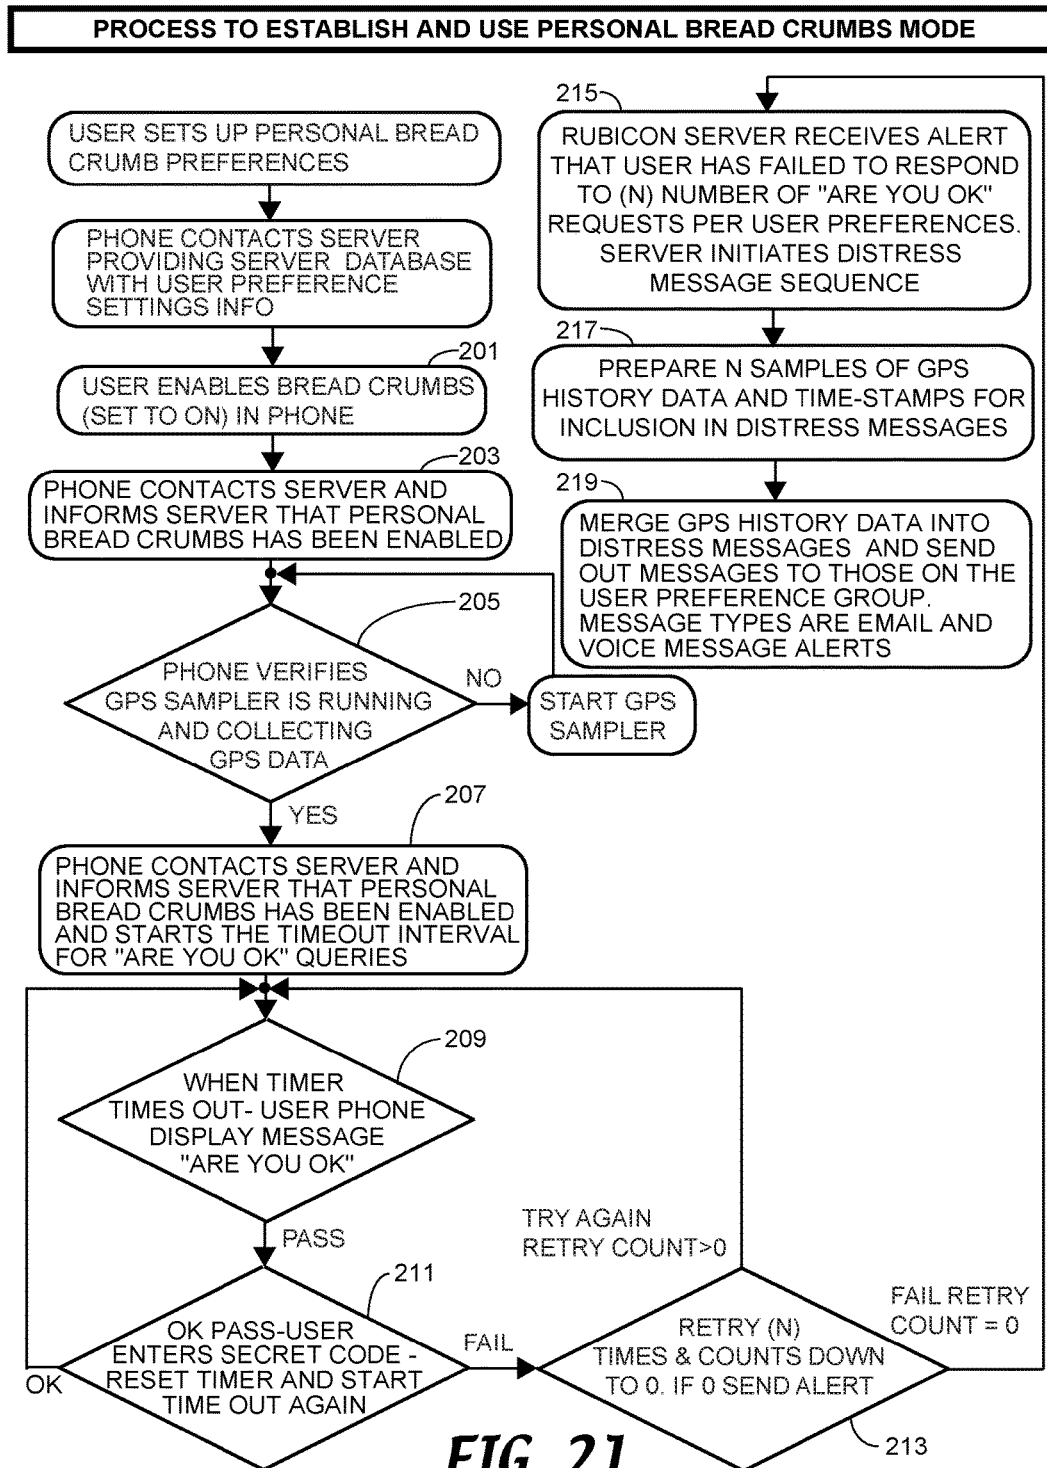 PROCESS TO ESTABLISH AND USE PERSONAL BREAD CRUMBS MODE
USER SETS UP PERSONAL BREAD
CRUMB PREFERENCES
PHONE CONTACTS SERVER
PROVIDING SERVER DATABASE
WITH USER PREFERENCE
SETTINGS INFO
201
USER ENABLES BREAD CRUMBS
(SET TO ON) IN PHONE
203
PHONE CONTACTS SERVER AND
INFORMS SERVER THAT PERSONAL
BREAD CRUMBS HAS BEEN ENABLED
205
PHONE VERIFIES
GPS SAMPLER IS RUNNING
AND COLLECTING
GPS DATA
NO
START GPS
SAMPLER
YES
207
PHONE CONTACTS SERVER AND
INFORMS SERVER THAT PERSONAL
BREAD CRUMBS HAS BEEN ENABLED
AND STARTS THE TIMEOUT INTERVAL
FOR "ARE YOU OK" QUERIES
209
WHEN TIMER
TIMES OUT- USER PHONE
DISPLAY MESSAGE
"ARE YOU OK"
PASS
211
OK PASS-USER
ENTERS SECRET CODE -
RESET TIMER AND START
TIME OUT AGAIN
OK
FAIL
TRY AGAIN
RETRY COUNT>0
RETRY (N)
TIMES & COUNTS DOWN
TO 0. IF 0 SEND ALERT
213
FAIL RETRY
COUNT = 0
215
RUBICON SERVER RECEIVES ALERT
THAT USER HAS FAILED TO RESPOND
TO (N) NUMBER OF "ARE YOU OK"
REQUESTS PER USER PREFERENCES.
SERVER INITIATES DISTRESS
MESSAGE SEQUENCE
217
PREPARE N SAMPLES OF GPS
HISTORY DATA AND TIME-STAMPS FOR
INCLUSION IN DISTRESS MESSAGES
219
MERGE GPS HISTORY DATA INTO
DISTRESS MESSAGES AND SEND
OUT MESSAGES TO THOSE ON THE
USER PREFERENCE GROUP.
MESSAGE TYPES ARE EMAIL AND
VOICE MESSAGE ALERTS
FIG. 21